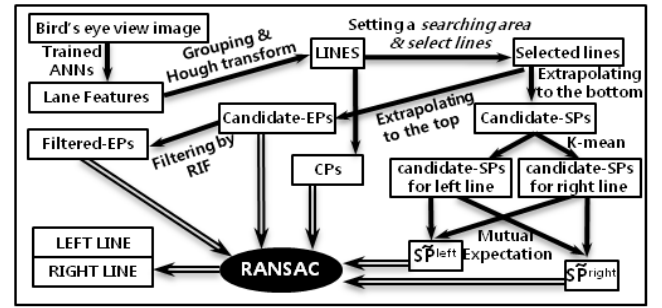 Bird's eye view image
Trained
ANNs
Lane Features
Grouping &
Hough transform
LINES
Setting a searching area
& select lines
Selected lines
Extrapolating
to the bottom
Candidate-SPs
K-mean
candidate-SPs
for left line
candidate-SPs
for right line
Mutual
Expectation
SP̃ left
SP̃ right
Extrapolating
to the top
Candidate-EPs
Filtering by
RIF
Filtered-EPs
CPs
RANSAC
LEFT LINE
RIGHT LINE